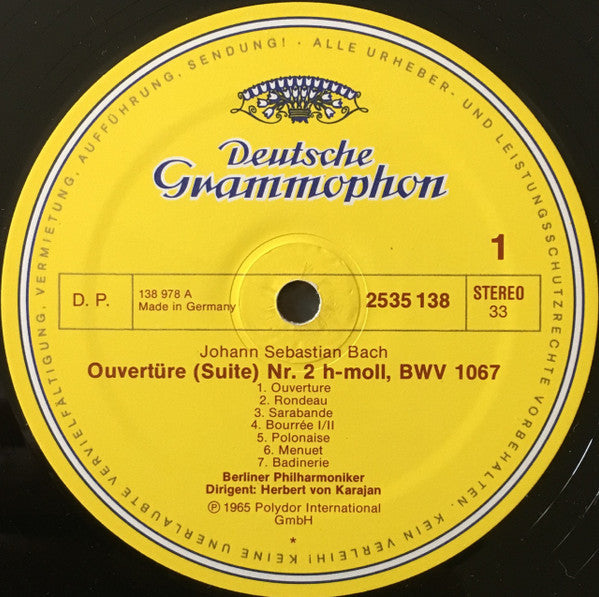 KEIN VERLEIH! KEINE UNERLAUBTE VERVIELFÄLTIGUNG, VERMIETUNG, AUFFÜHRUNG, SENDUNG! · ALLE URHEBER- UND LEISTUNGSSCHUTZRECHTE VORBEHALTEN.
Deutsche
Grammophon
1
D. P.
138 978 A
Made in Germany
2535 138
STEREO
33
Johann Sebastian Bach
Ouvertüre (Suite) Nr. 2 h-moll, BWV 1067
1. Ouverture
2. Rondeau
3. Sarabande
4. Bourrée I/II
5. Polonaise
6. Menuet
7. Badinerie
Berliner Philharmoniker
Dirigent: Herbert von Karajan
Ⓟ 1965 Polydor International
GmbH
*